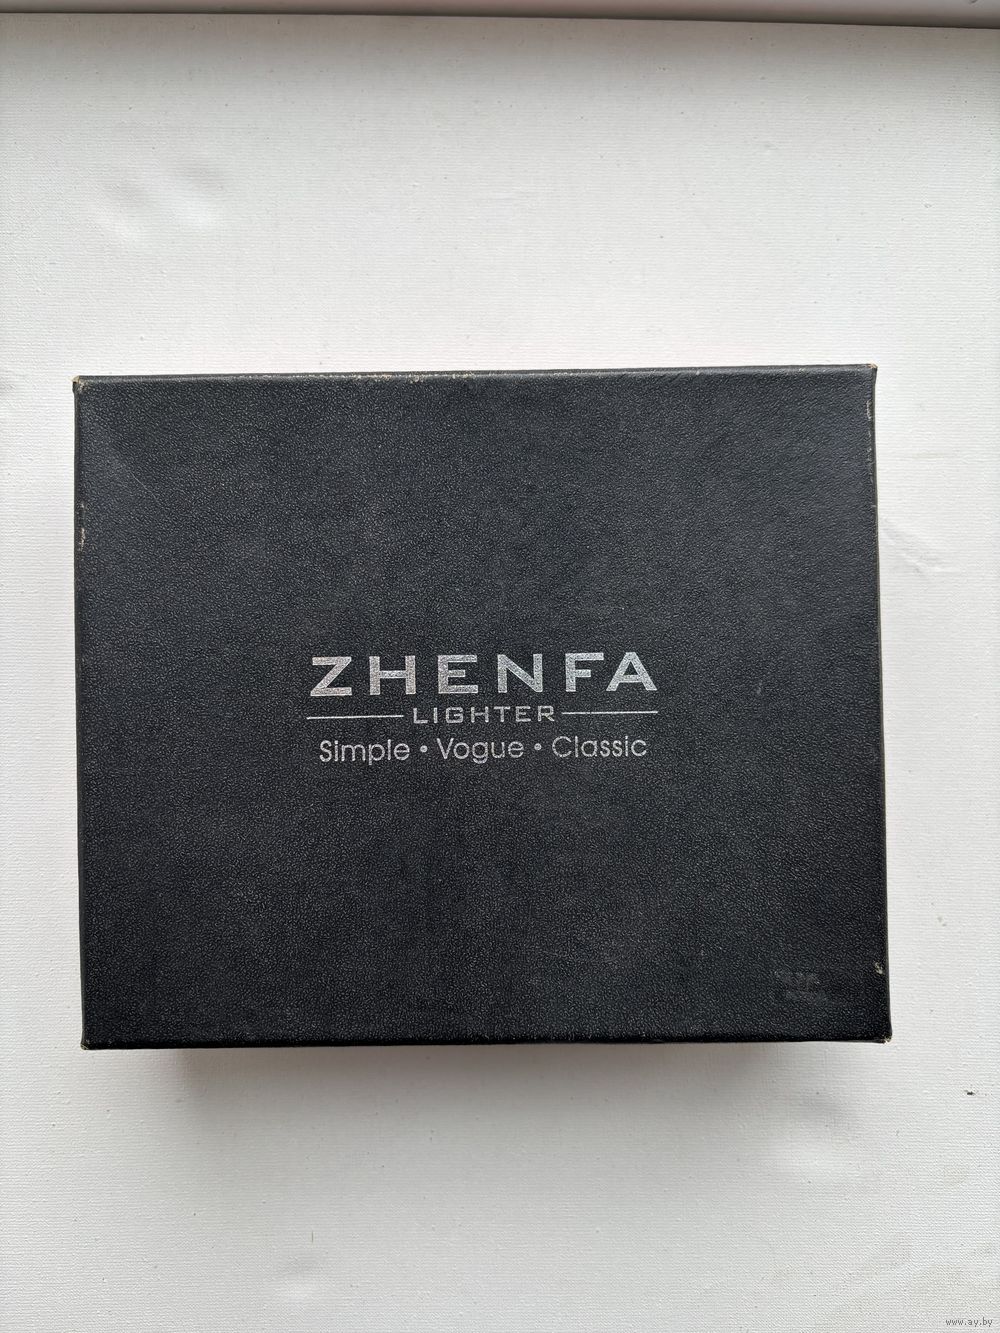 ZHENFA
LIGHTER
Simple • Vogue • Classic
www.ay.by